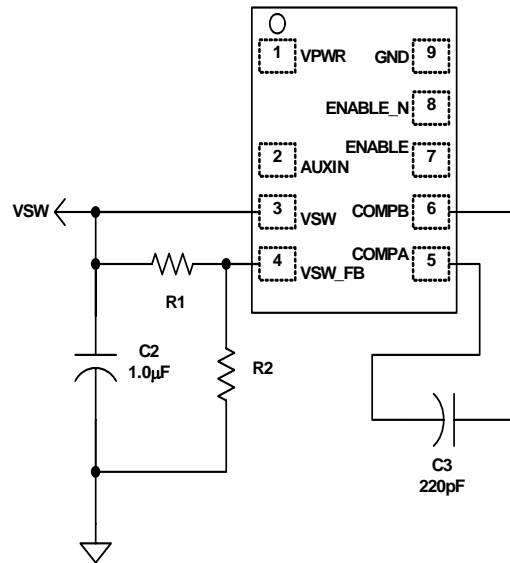 1 VPWR GND 9
ENABLE_N 8
2 AUXIN ENABLE 7
VSW 3 VSW COMPB 6
4 VSW_FB COMPA 5
R1
C2
1.0µF
R2
C3
220pF